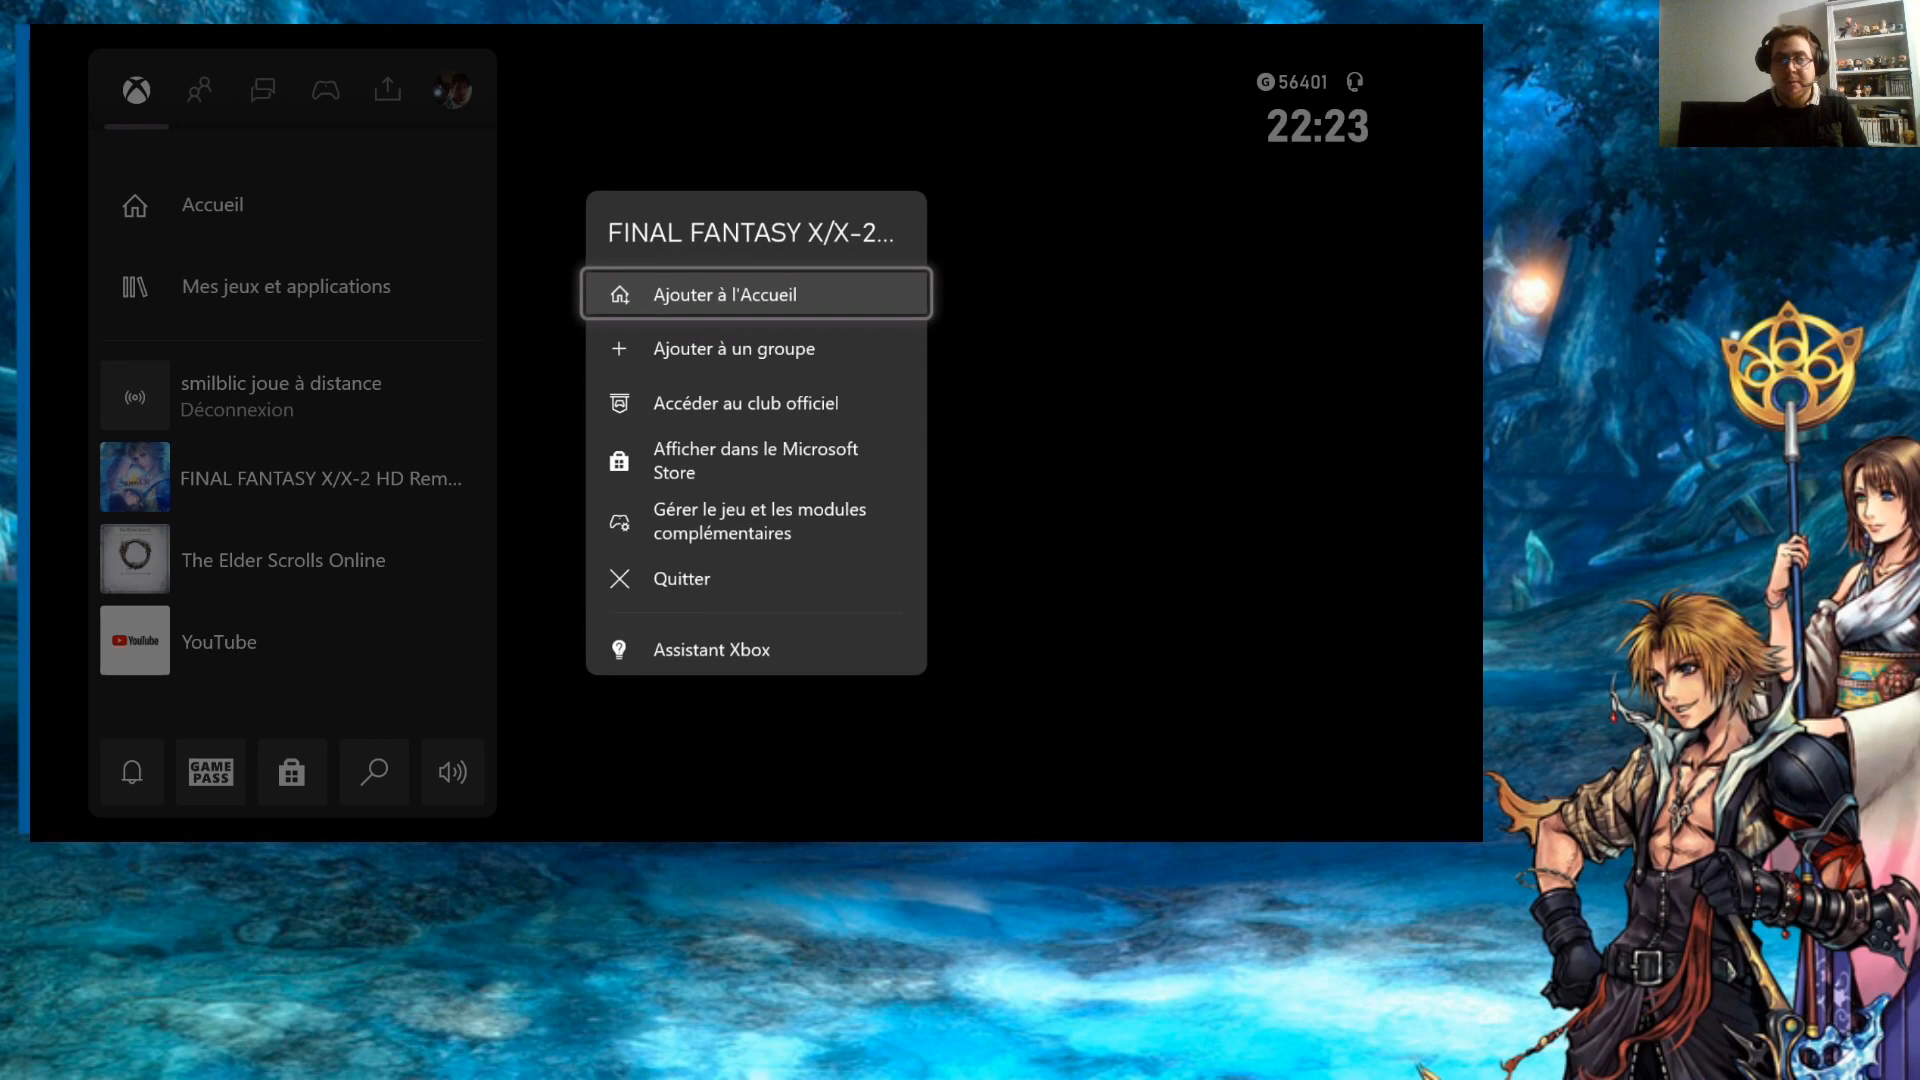 G 56401
22:23
Accueil
Mes jeux et applications
smilblic joue à distance
Déconnexion
FINAL FANTASY X/X-2 HD Rem...
The Elder Scrolls Online
YouTube
YouTube
GAME
PASS
FINAL FANTASY X/X-2...
Ajouter à l'Accueil
Ajouter à un groupe
Accéder au club officiel
Afficher dans le Microsoft
Store
Gérer le jeu et les modules
complémentaires
Quitter
Assistant Xbox